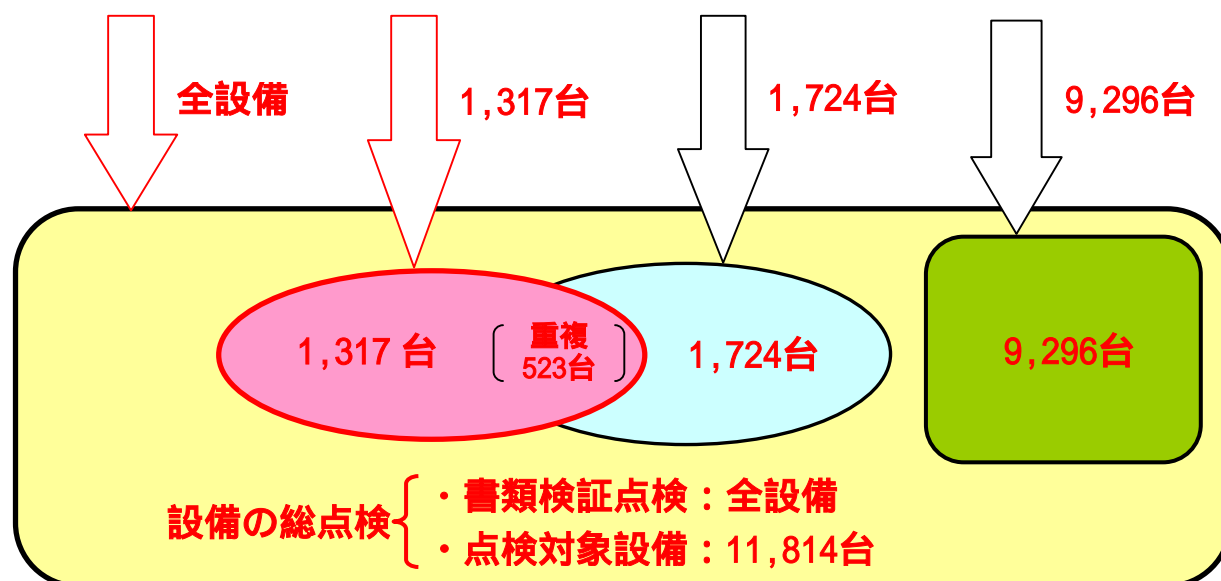 全設備
1,317台
1,724台
9,296台
1,317 台
重複
523台
1,724台
9,296台
設備の総点検
・書類検証点検：全設備
・点検対象設備：11,814台